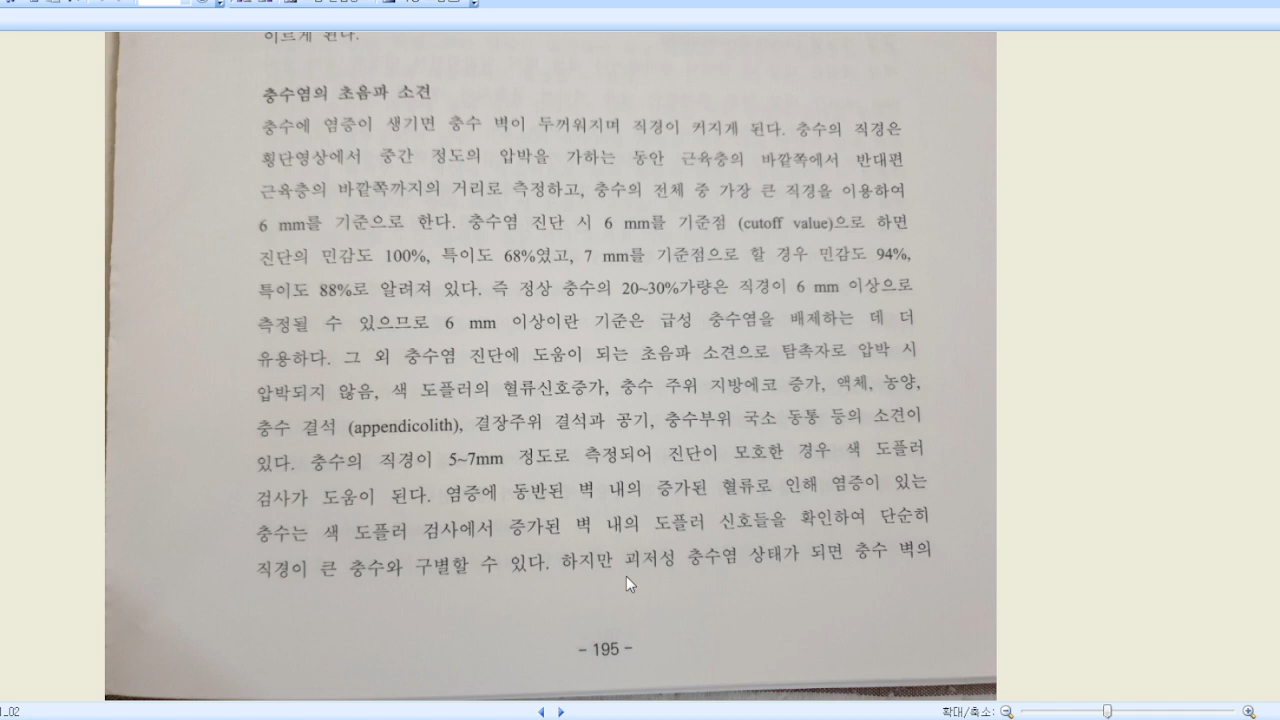 이르게 된다.
충수염의 초음파 소견
충수에 염증이 생기면 충수 벽이 두꺼워지며 직경이 커지게 된다. 충수의 직경은
횡단영상에서 중간 정도의 압박을 가하는 동안 근육층의 바깥쪽에서 반대편
근육층의 바깥쪽까지의 거리로 측정하고, 충수의 전체 중 가장 큰 직경을 이용하여
6 mm를 기준으로 한다. 충수염 진단 시 6 mm를 기준점 (cutoff value)으로 하면
진단의 민감도 100%, 특이도 68%였고, 7 mm를 기준점으로 할 경우 민감도 94%,
특이도 88%로 알려져 있다. 즉 정상 충수의 20~30%가량은 직경이 6 mm 이상으로
측정될 수 있으므로 6 mm 이상이란 기준은 급성 충수염을 배제하는 데 더
유용하다. 그 외 충수염 진단에 도움이 되는 초음파 소견으로 탐촉자로 압박 시
압박되지 않음, 색 도플러의 혈류신호증가, 충수 주위 지방에코 증가, 액체, 농양,
충수 결석 (appendicolith), 결장주위 결석과 공기, 충수부위 국소 동통 등의 소견이
있다. 충수의 직경이 5~7mm 정도로 측정되어 진단이 모호한 경우 색 도플러
검사가 도움이 된다. 염증에 동반된 벽 내의 증가된 혈류로 인해 염증이 있는
충수는 색 도플러 검사에서 증가된 벽 내의 도플러 신호들을 확인하여 단순히
직경이 큰 충수와 구별할 수 있다. 하지만 괴저성 충수염 상태가 되면 충수 벽의
- 195 -
확대/축소: